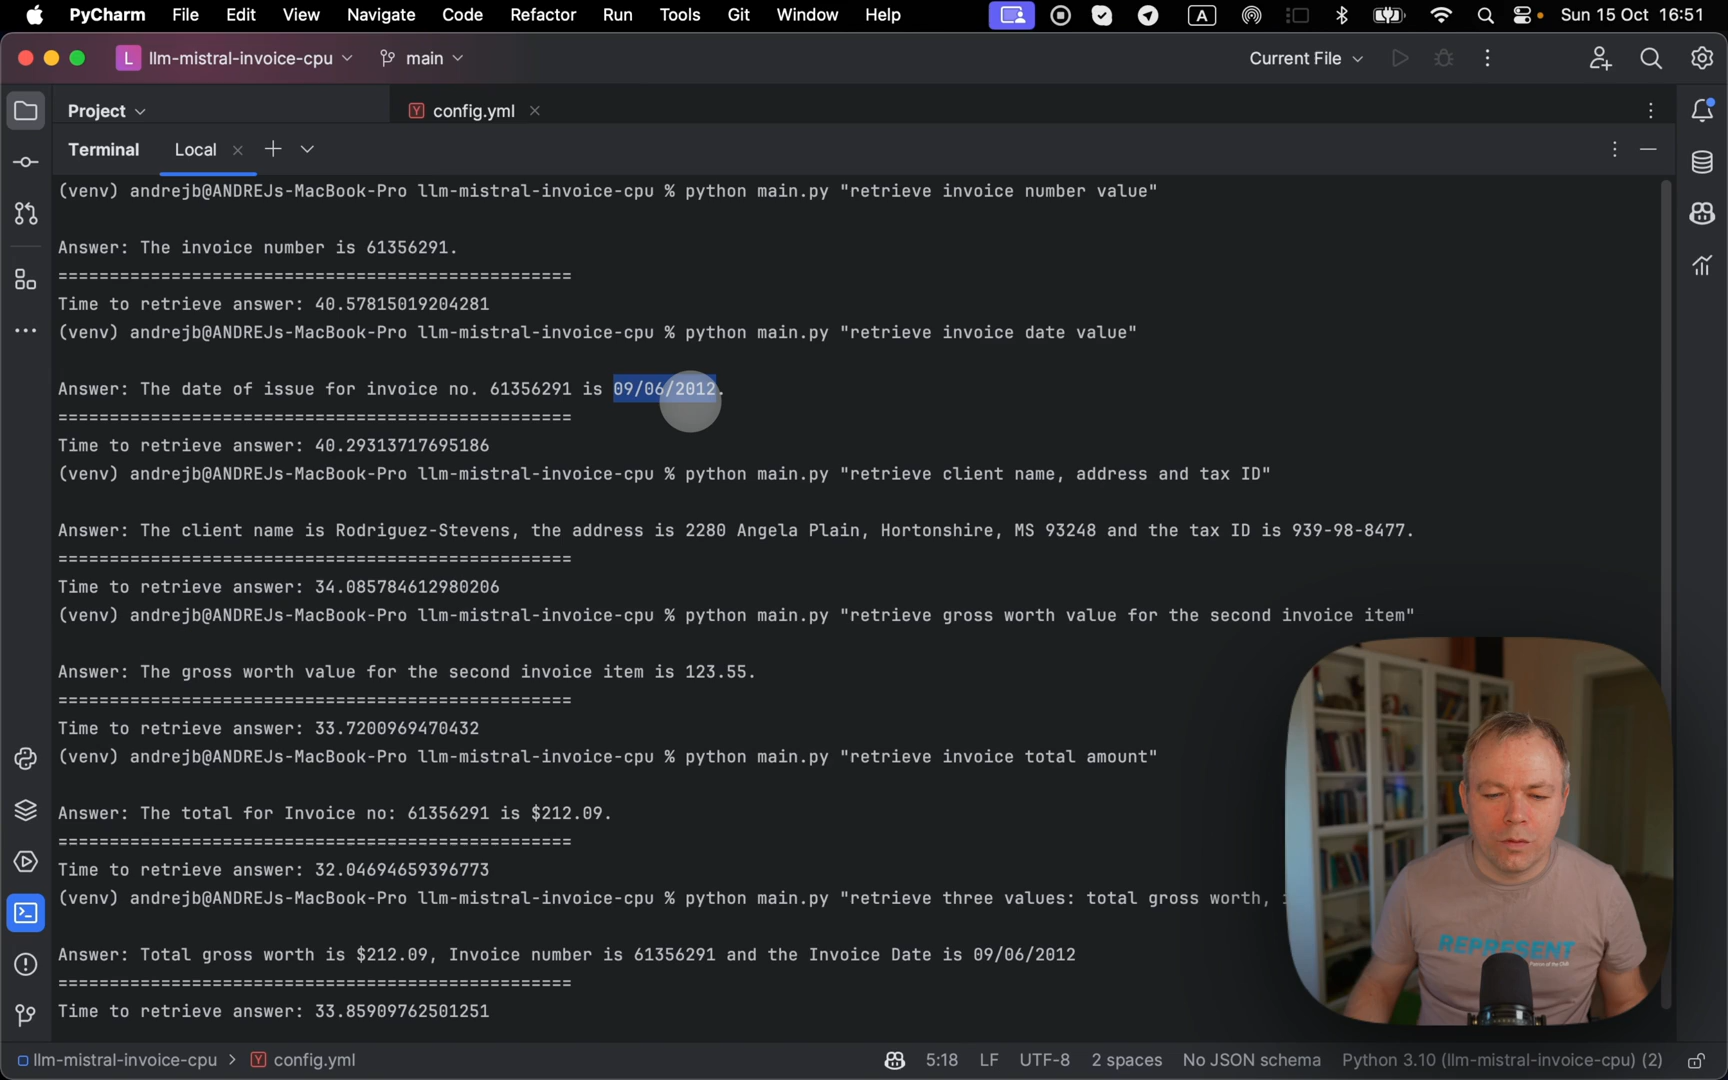 PyCharm File Edit View Navigate Code Refactor Run Tools Git Window Help A Sun 15 Oct 16:51
L llm-mistral-invoice-cpu main Current File
Project Y config.yml
Terminal Local
(venv) andrejb@ANDREJs-MacBook-Pro llm-mistral-invoice-cpu % python main.py "retrieve invoice number value"
Answer: The invoice number is 61356291.
==================================================
Time to retrieve answer: 40.57815019204281
(venv) andrejb@ANDREJs-MacBook-Pro llm-mistral-invoice-cpu % python main.py "retrieve invoice date value"
Answer: The date of issue for invoice no. 61356291 is 09/06/2012.
==================================================
Time to retrieve answer: 40.29313717695186
(venv) andrejb@ANDREJs-MacBook-Pro llm-mistral-invoice-cpu % python main.py "retrieve client name, address and tax ID"
Answer: The client name is Rodriguez-Stevens, the address is 2280 Angela Plain, Hortonshire, MS 93248 and the tax ID is 939-98-8477.
==================================================
Time to retrieve answer: 34.085784612980206
(venv) andrejb@ANDREJs-MacBook-Pro llm-mistral-invoice-cpu % python main.py "retrieve gross worth value for the second invoice item"
Answer: The gross worth value for the second invoice item is 123.55.
==================================================
Time to retrieve answer: 33.7200969470432
(venv) andrejb@ANDREJs-MacBook-Pro llm-mistral-invoice-cpu % python main.py "retrieve invoice total amount"
Answer: The total for Invoice no: 61356291 is $212.09.
==================================================
Time to retrieve answer: 32.04694659396773
(venv) andrejb@ANDREJs-MacBook-Pro llm-mistral-invoice-cpu % python main.py "retrieve three values: total gross worth,
Answer: Total gross worth is $212.09, Invoice number is 61356291 and the Invoice Date is 09/06/2012
==================================================
Time to retrieve answer: 33.85909762501251
REPRESENT
llm-mistral-invoice-cpu > Y config.yml 5:18 LF UTF-8 2 spaces No JSON schema Python 3.10 (llm-mistral-invoice-cpu) (2)